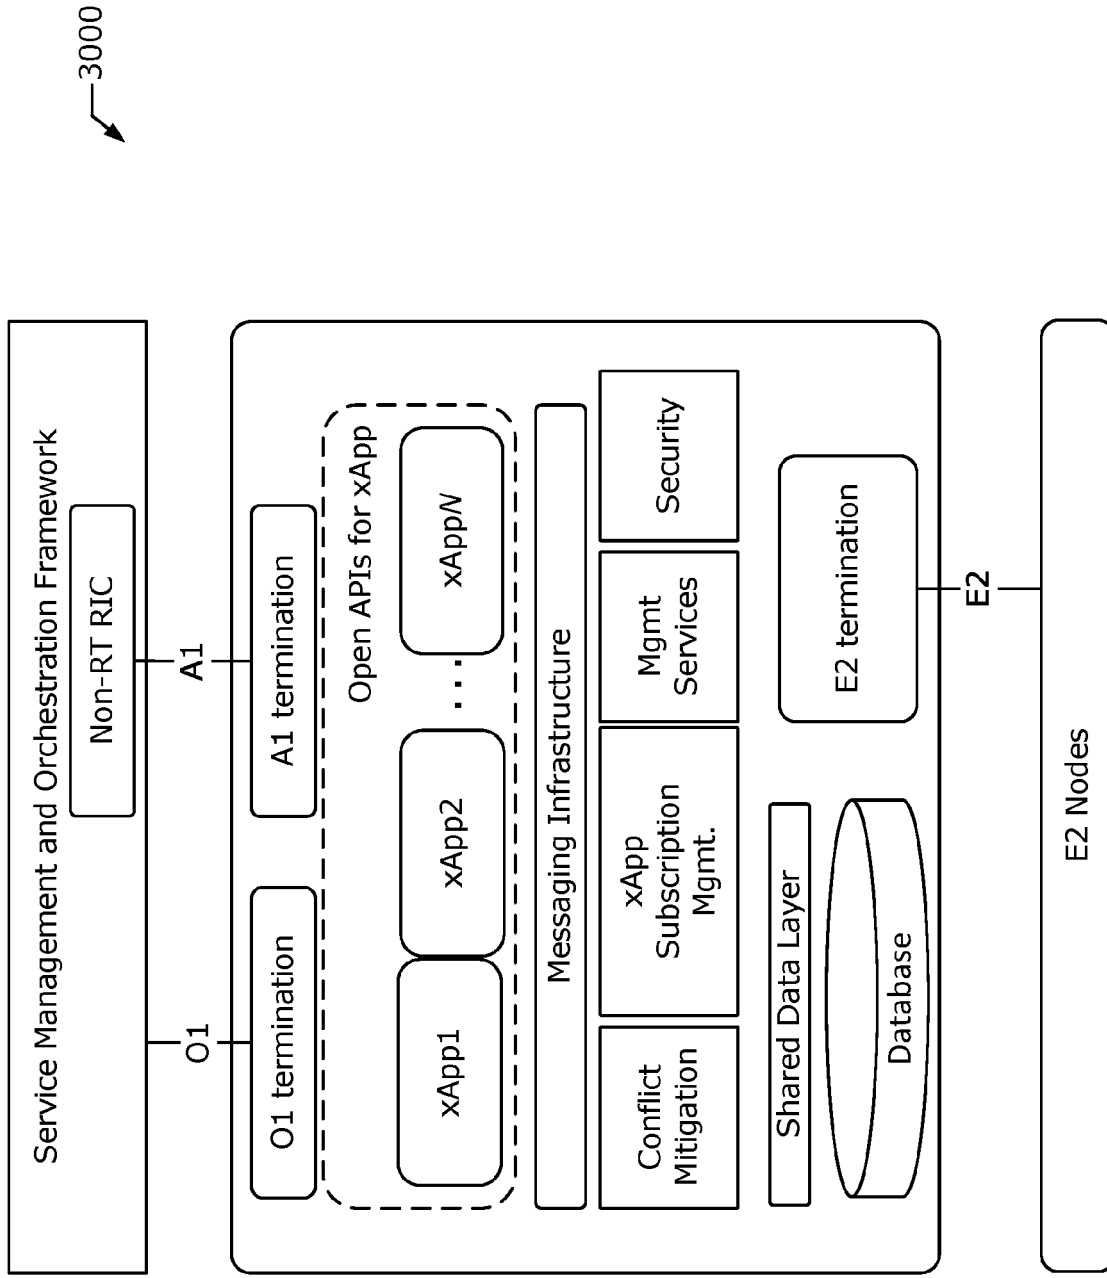 3000
Service Management and Orchestration Framework
Non-RT RIC
O1
A1
O1 termination
A1 termination
Open APIs for xApp
xApp1
xApp2
...
xAppN
Messaging Infrastructure
Conflict
Mitigation
xApp
Subscription
Mgmt.
Mgmt
Services
Security
Shared Data Layer
Database
E2 termination
E2
E2 Nodes